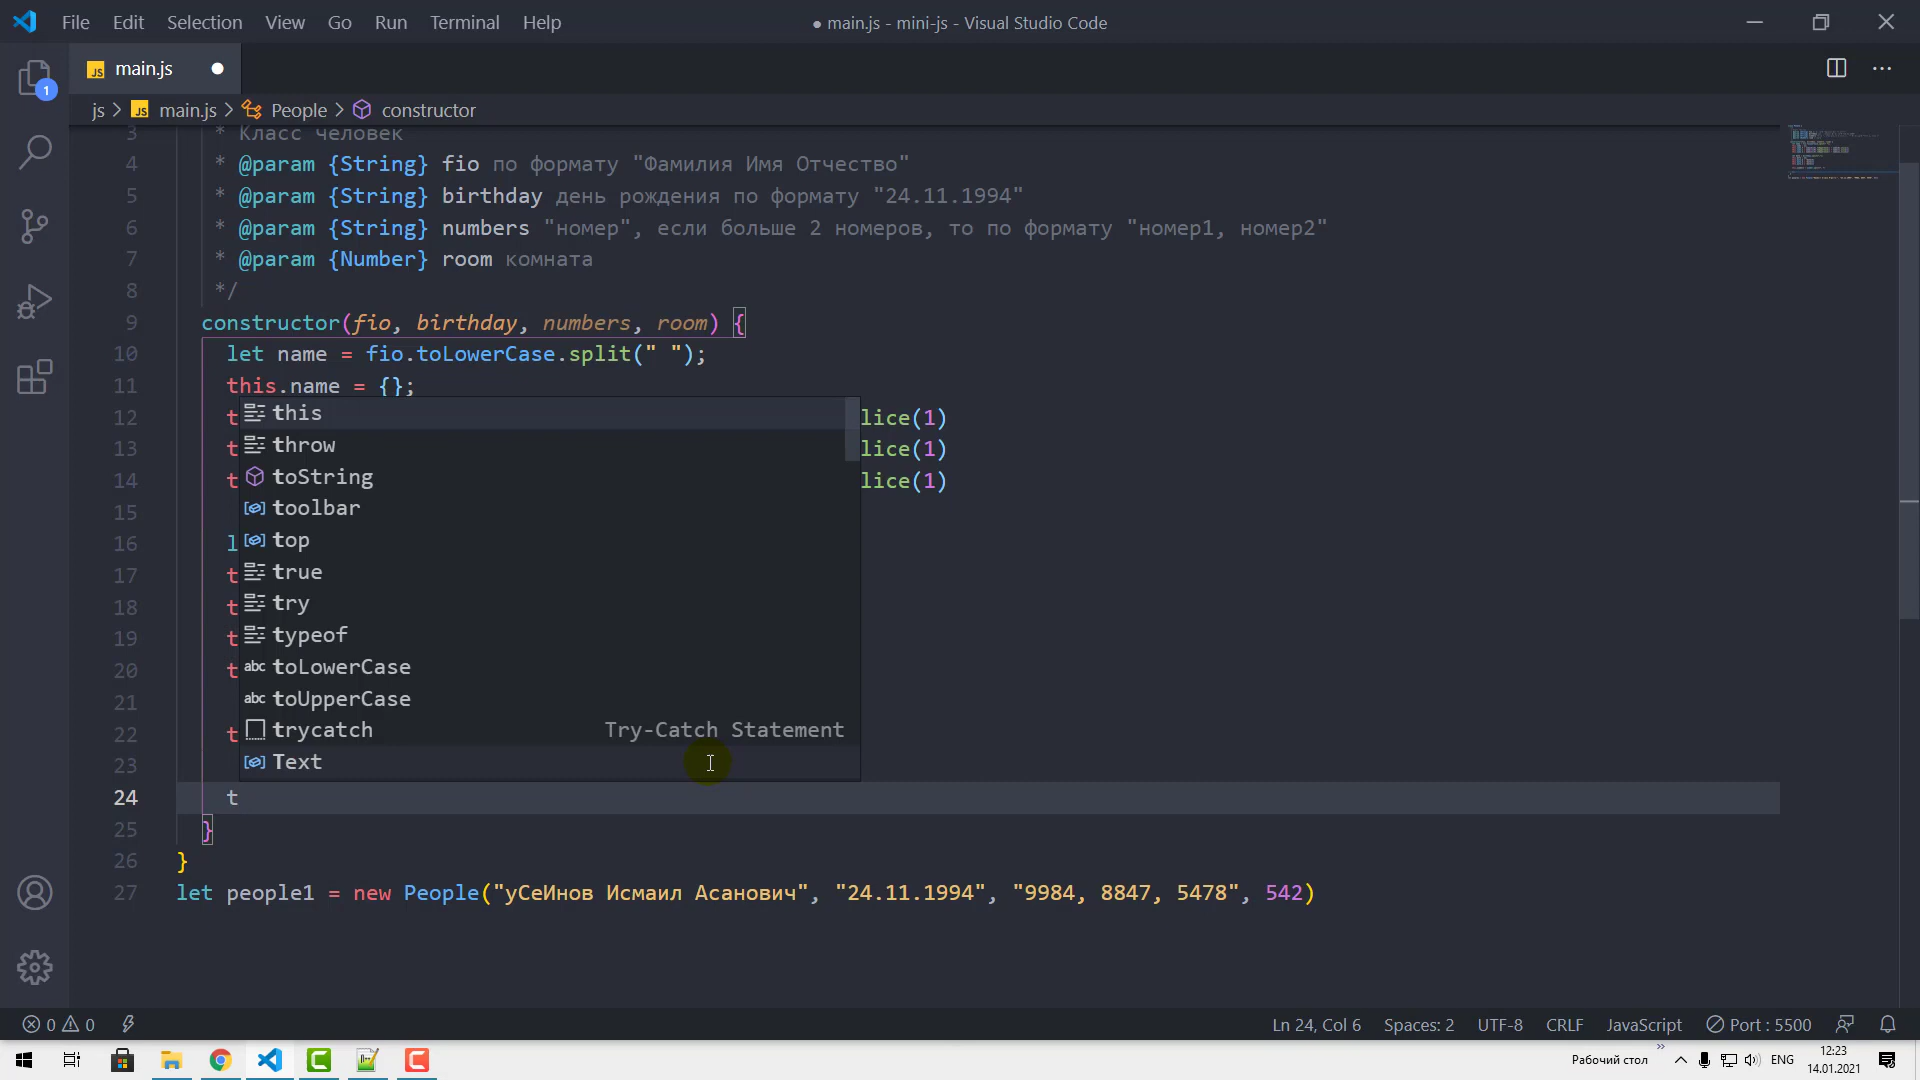 File Edit Selection View Go Run Terminal Help
● main.js - mini-js - Visual Studio Code
JS main.js
js > JS main.js > People > constructor
1
3 * Класс человек
4 * @param {String} fio по формату "Фамилия Имя Отчество"
5 * @param {String} birthday день рождения по формату "24.11.1994"
6 * @param {String} numbers "номер", если больше 2 номеров, то по формату "номер1, номер2"
7 * @param {Number} room комната
8 */
9 constructor(fio, birthday, numbers, room) {
10 let name = fio.toLowerCase.split(" ");
11 this.name = {};
12 t this lice(1)
13 t throw lice(1)
14 t toString lice(1)
15 toolbar
16 l top
17 t true
18 t try
19 t typeof
20 t toLowerCase
21 toUpperCase
22 t trycatch Try-Catch Statement
23 Text
24 t
25 }
26 }
27 let people1 = new People("уСеИнов Исмаил Асанович", "24.11.1994", "9984, 8847, 5478", 542)
0 0 Ln 24, Col 6 Spaces: 2 UTF-8 CRLF JavaScript Port : 5500
Рабочий стол » ENG 12:23
14.01.2021